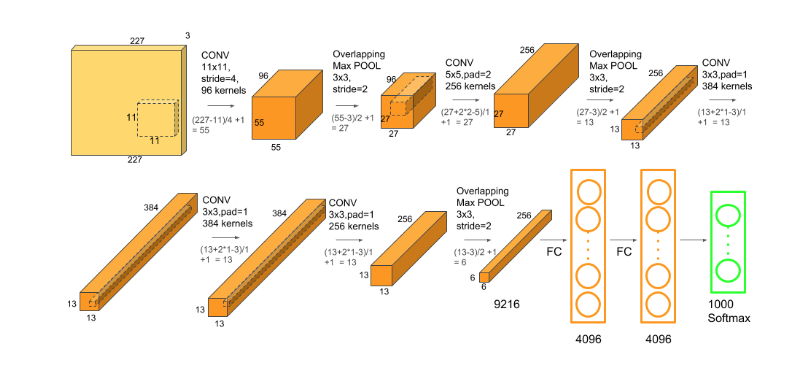 227
3
CONV
11x11,
stride=4,
96 kernels
(227-11)/4 +1
= 55
11
11
227
96
55
55
Overlapping
Max POOL
3x3,
stride=2
(55-3)/2 +1
= 27
96
27
27
CONV
5x5,pad=2
256 kernels
(27+2*2-5)/1
+1 = 27
256
27
27
Overlapping
Max POOL
3x3,
stride=2
(27-3)/2 +1
= 13
256
13
13
CONV
3x3,pad=1
384 kernels
(13+2*1-3)/1
+1 = 13
384
13
13
CONV
3x3,pad=1
384 kernels
(13+2*1-3)/1
+1 = 13
384
13
13
CONV
3x3,pad=1
256 kernels
(13+2*1-3)/1
+1 = 13
256
13
13
Overlapping
Max POOL
3x3,
stride=2
(13-3)/2 +1
= 6
256
6
6
9216
FC
4096
FC
4096
1000
Softmax